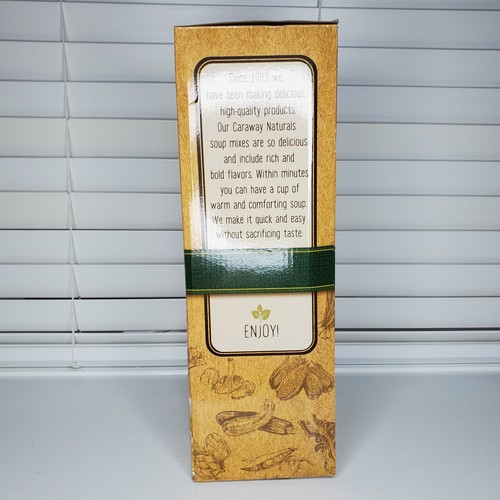 Since 1982 we
have been making delicious,
high-quality products.
Our Caraway Naturals
soup mixes are so delicious
and include rich and
bold flavors. Within minutes
you can have a cup of
warm and comforting soup.
We make it quick and easy
without sacrificing taste.
ENJOY!